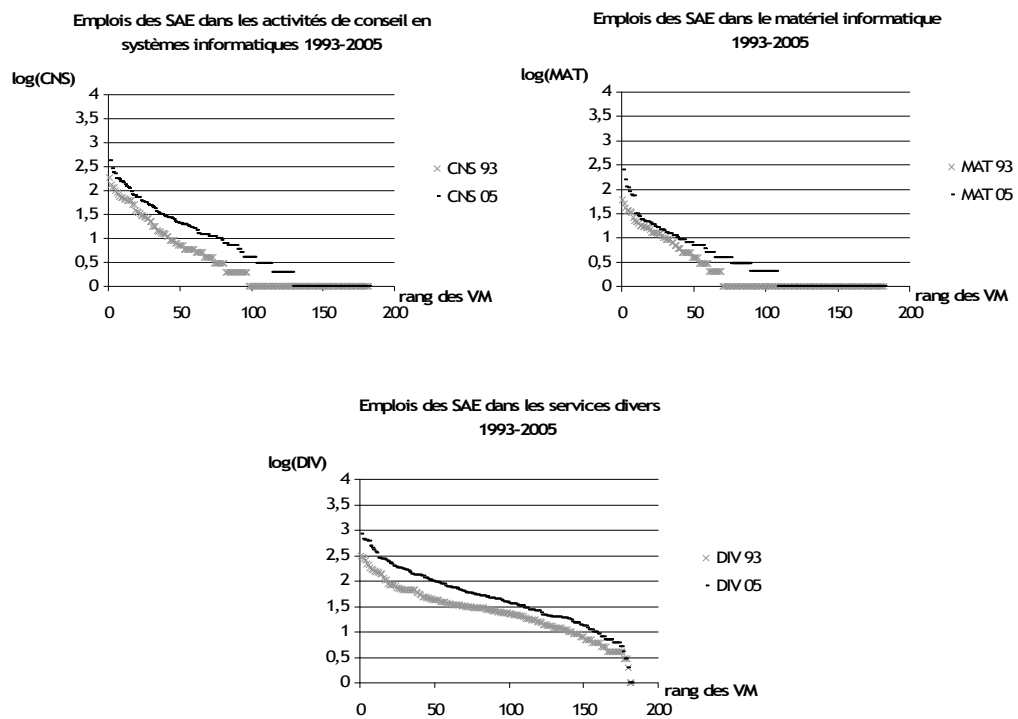 Emplois des SAE dans les activités de conseil en
systèmes informatiques 1993-2005
log(CNS)
4
3,5
3
2,5
2
1,5
1
0,5
0
0 50 100 150 200
rang des VM
CNS 93
CNS 05
Emplois des SAE dans le matériel informatique
1993-2005
log(MAT)
4
3,5
3
2,5
2
1,5
1
0,5
0
0 50 100 150 200
rang des VM
MAT 93
MAT 05
Emplois des SAE dans les services divers
1993-2005
log(DIV)
4
3,5
3
2,5
2
1,5
1
0,5
0
0 50 100 150 200
rang des VM
DIV 93
DIV 05